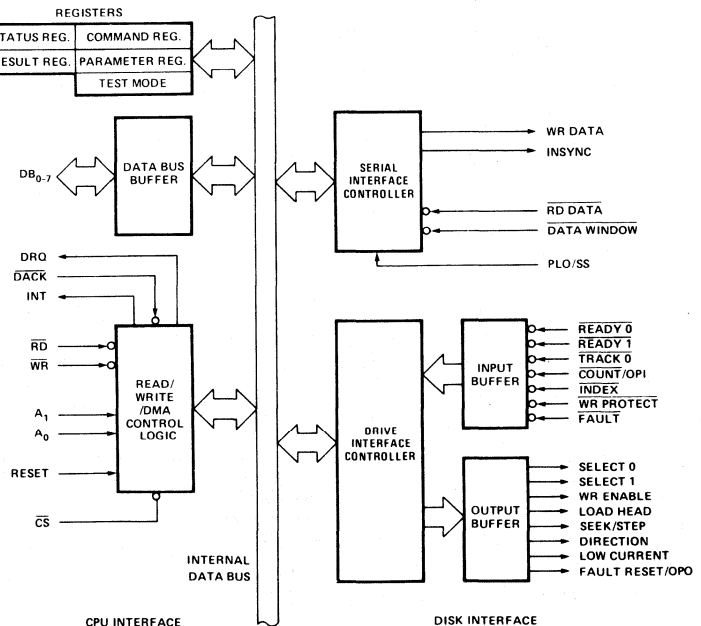 REGISTERS
TATUS REG. COMMAND REG.
ESULT REG. PARAMETER REG.
TEST MODE
DB0-7
DATA BUS
BUFFER
DRQ
DACK
INT
RD
WR
A1
A0
RESET
CS
READ/
WRITE
/DMA
CONTROL
LOGIC
INTERNAL
DATA BUS
CPU INTERFACE
SERIAL
INTERFACE
CONTROLLER
WR DATA
INSYNC
RD DATA
DATA WINDOW
PLO/SS
DRIVE
INTERFACE
CONTROLLER
INPUT
BUFFER
READY 0
READY 1
TRACK 0
COUNT/OPI
INDEX
WR PROTECT
FAULT
OUTPUT
BUFFER
SELECT 0
SELECT 1
WR ENABLE
LOAD HEAD
SEEK/STEP
DIRECTION
LOW CURRENT
FAULT RESET/OPO
DISK INTERFACE